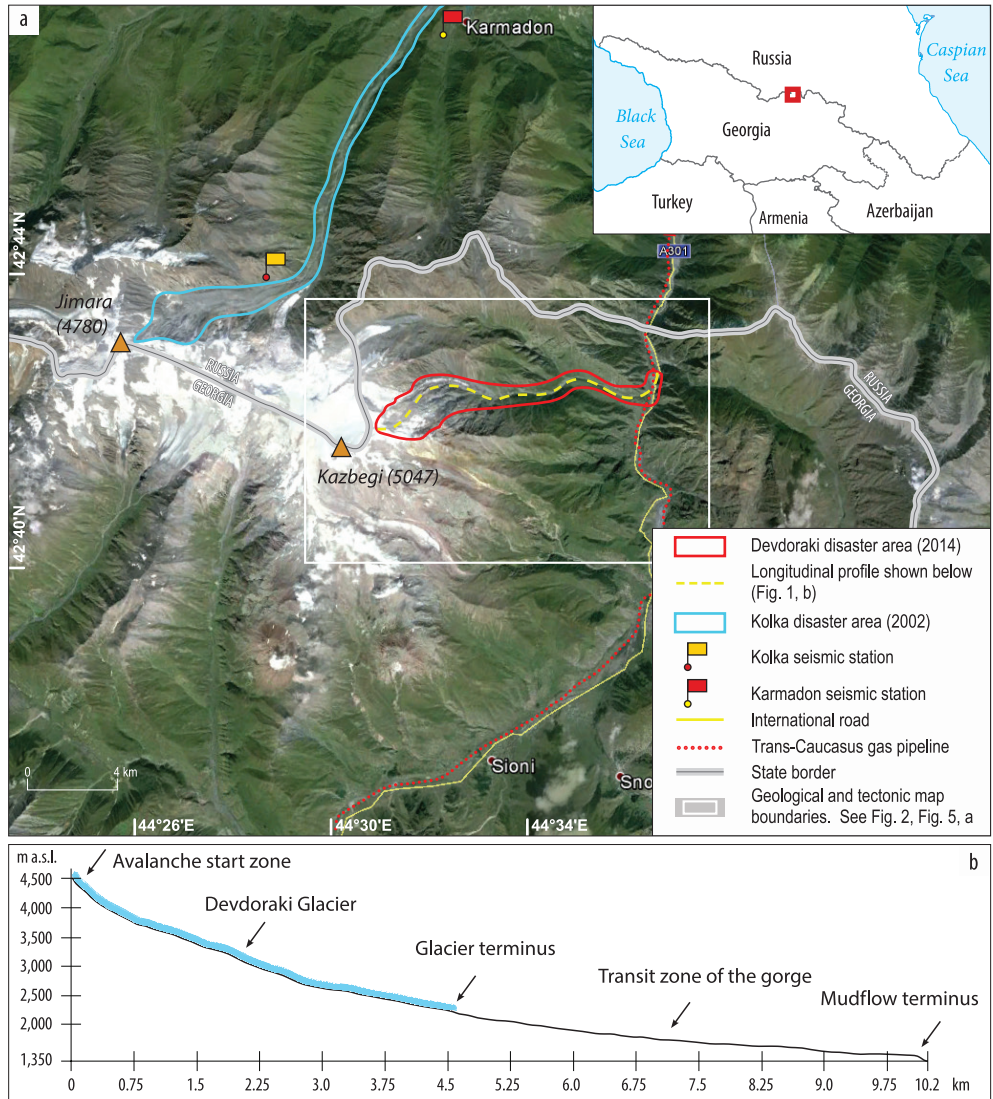 a
Karmadon
Russia
Caspian
Sea
Black
Sea
Georgia
Turkey
Armenia
Azerbaijan
A301
42°44'N
Jimara
(4780)
RUSSIA
GEORGIA
RUSSIA
GEORGIA
Kazbegi (5047)
42°40'N
Devdoraki disaster area (2014)
Longitudinal profile shown below
(Fig. 1, b)
Kolka disaster area (2002)
Kolka seismic station
Karmadon seismic station
International road
Trans-Caucasus gas pipeline
State border
Geological and tectonic map
boundaries. See Fig. 2, Fig. 5, a
Sioni
Sno
0 4 km
44°26'E 44°30'E 44°34'E
m a.s.l.
b
Avalanche start zone
4,500
Devdoraki Glacier
4,000
3,500
Glacier terminus
3,000
Transit zone of the gorge
2,500
Mudflow terminus
2,000
1,350
0 0.75 1.5 2.25 3.0 3.75 4.5 5.25 6.0 6.75 7.5 8.25 9.0 9.75 10.2 km